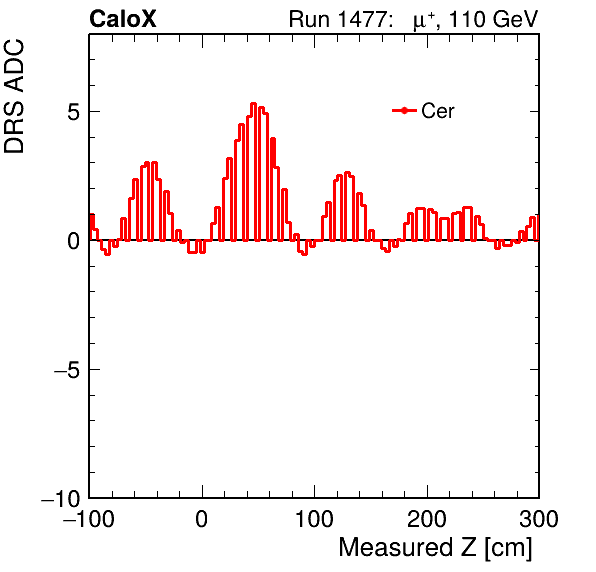 CaloX Run 1477: μ⁺, 110 GeV
DRS ADC
Cer
5
0
−5
−10
−100 0 100 200 300
Measured Z [cm]